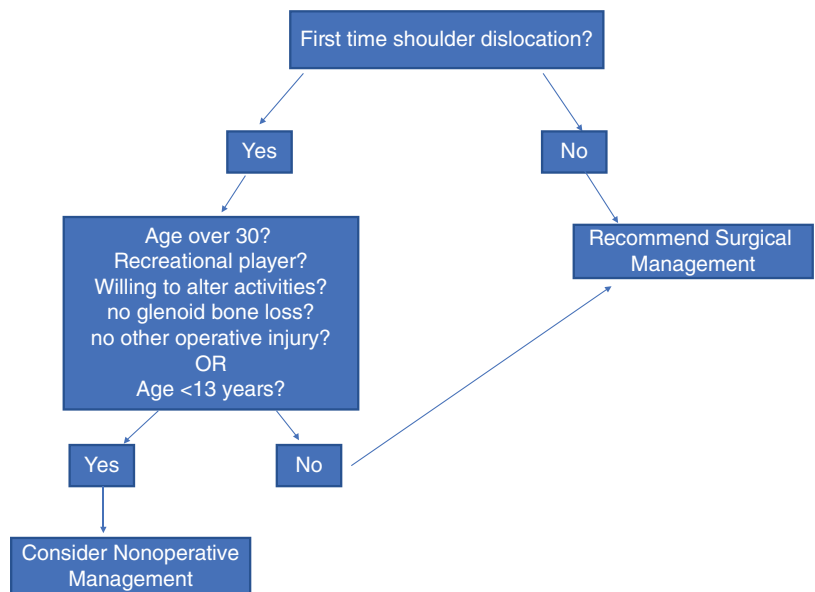 First time shoulder dislocation?
Yes
No
Age over 30?
Recreational player?
Willing to alter activities?
no glenoid bone loss?
no other operative injury?
OR
Age <13 years?
Recommend Surgical
Management
Yes
No
Consider Nonoperative
Management